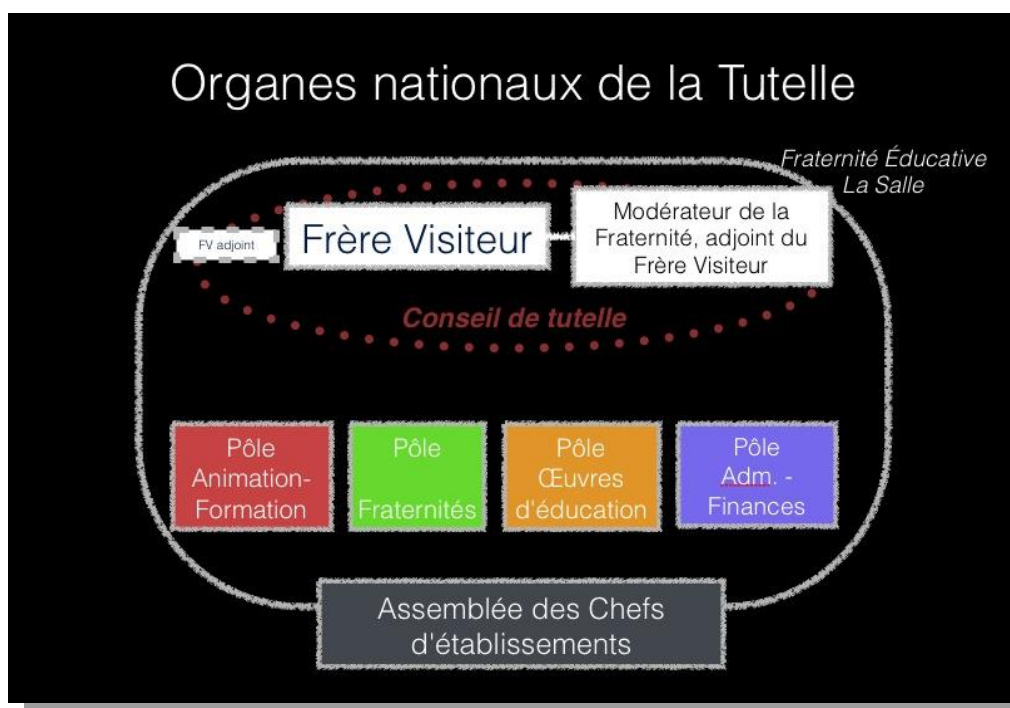 Organes nationaux de la Tutelle
Fraternité Éducative
La Salle
FV adjoint
Frère Visiteur
Modérateur de la
Fraternité, adjoint du
Frère Visiteur
Conseil de tutelle
Pôle
Animation-
Formation
Pôle
Fraternités
Pôle
Œuvres
d'éducation
Pôle
Adm. -
Finances
Assemblée des Chefs
d'établissements